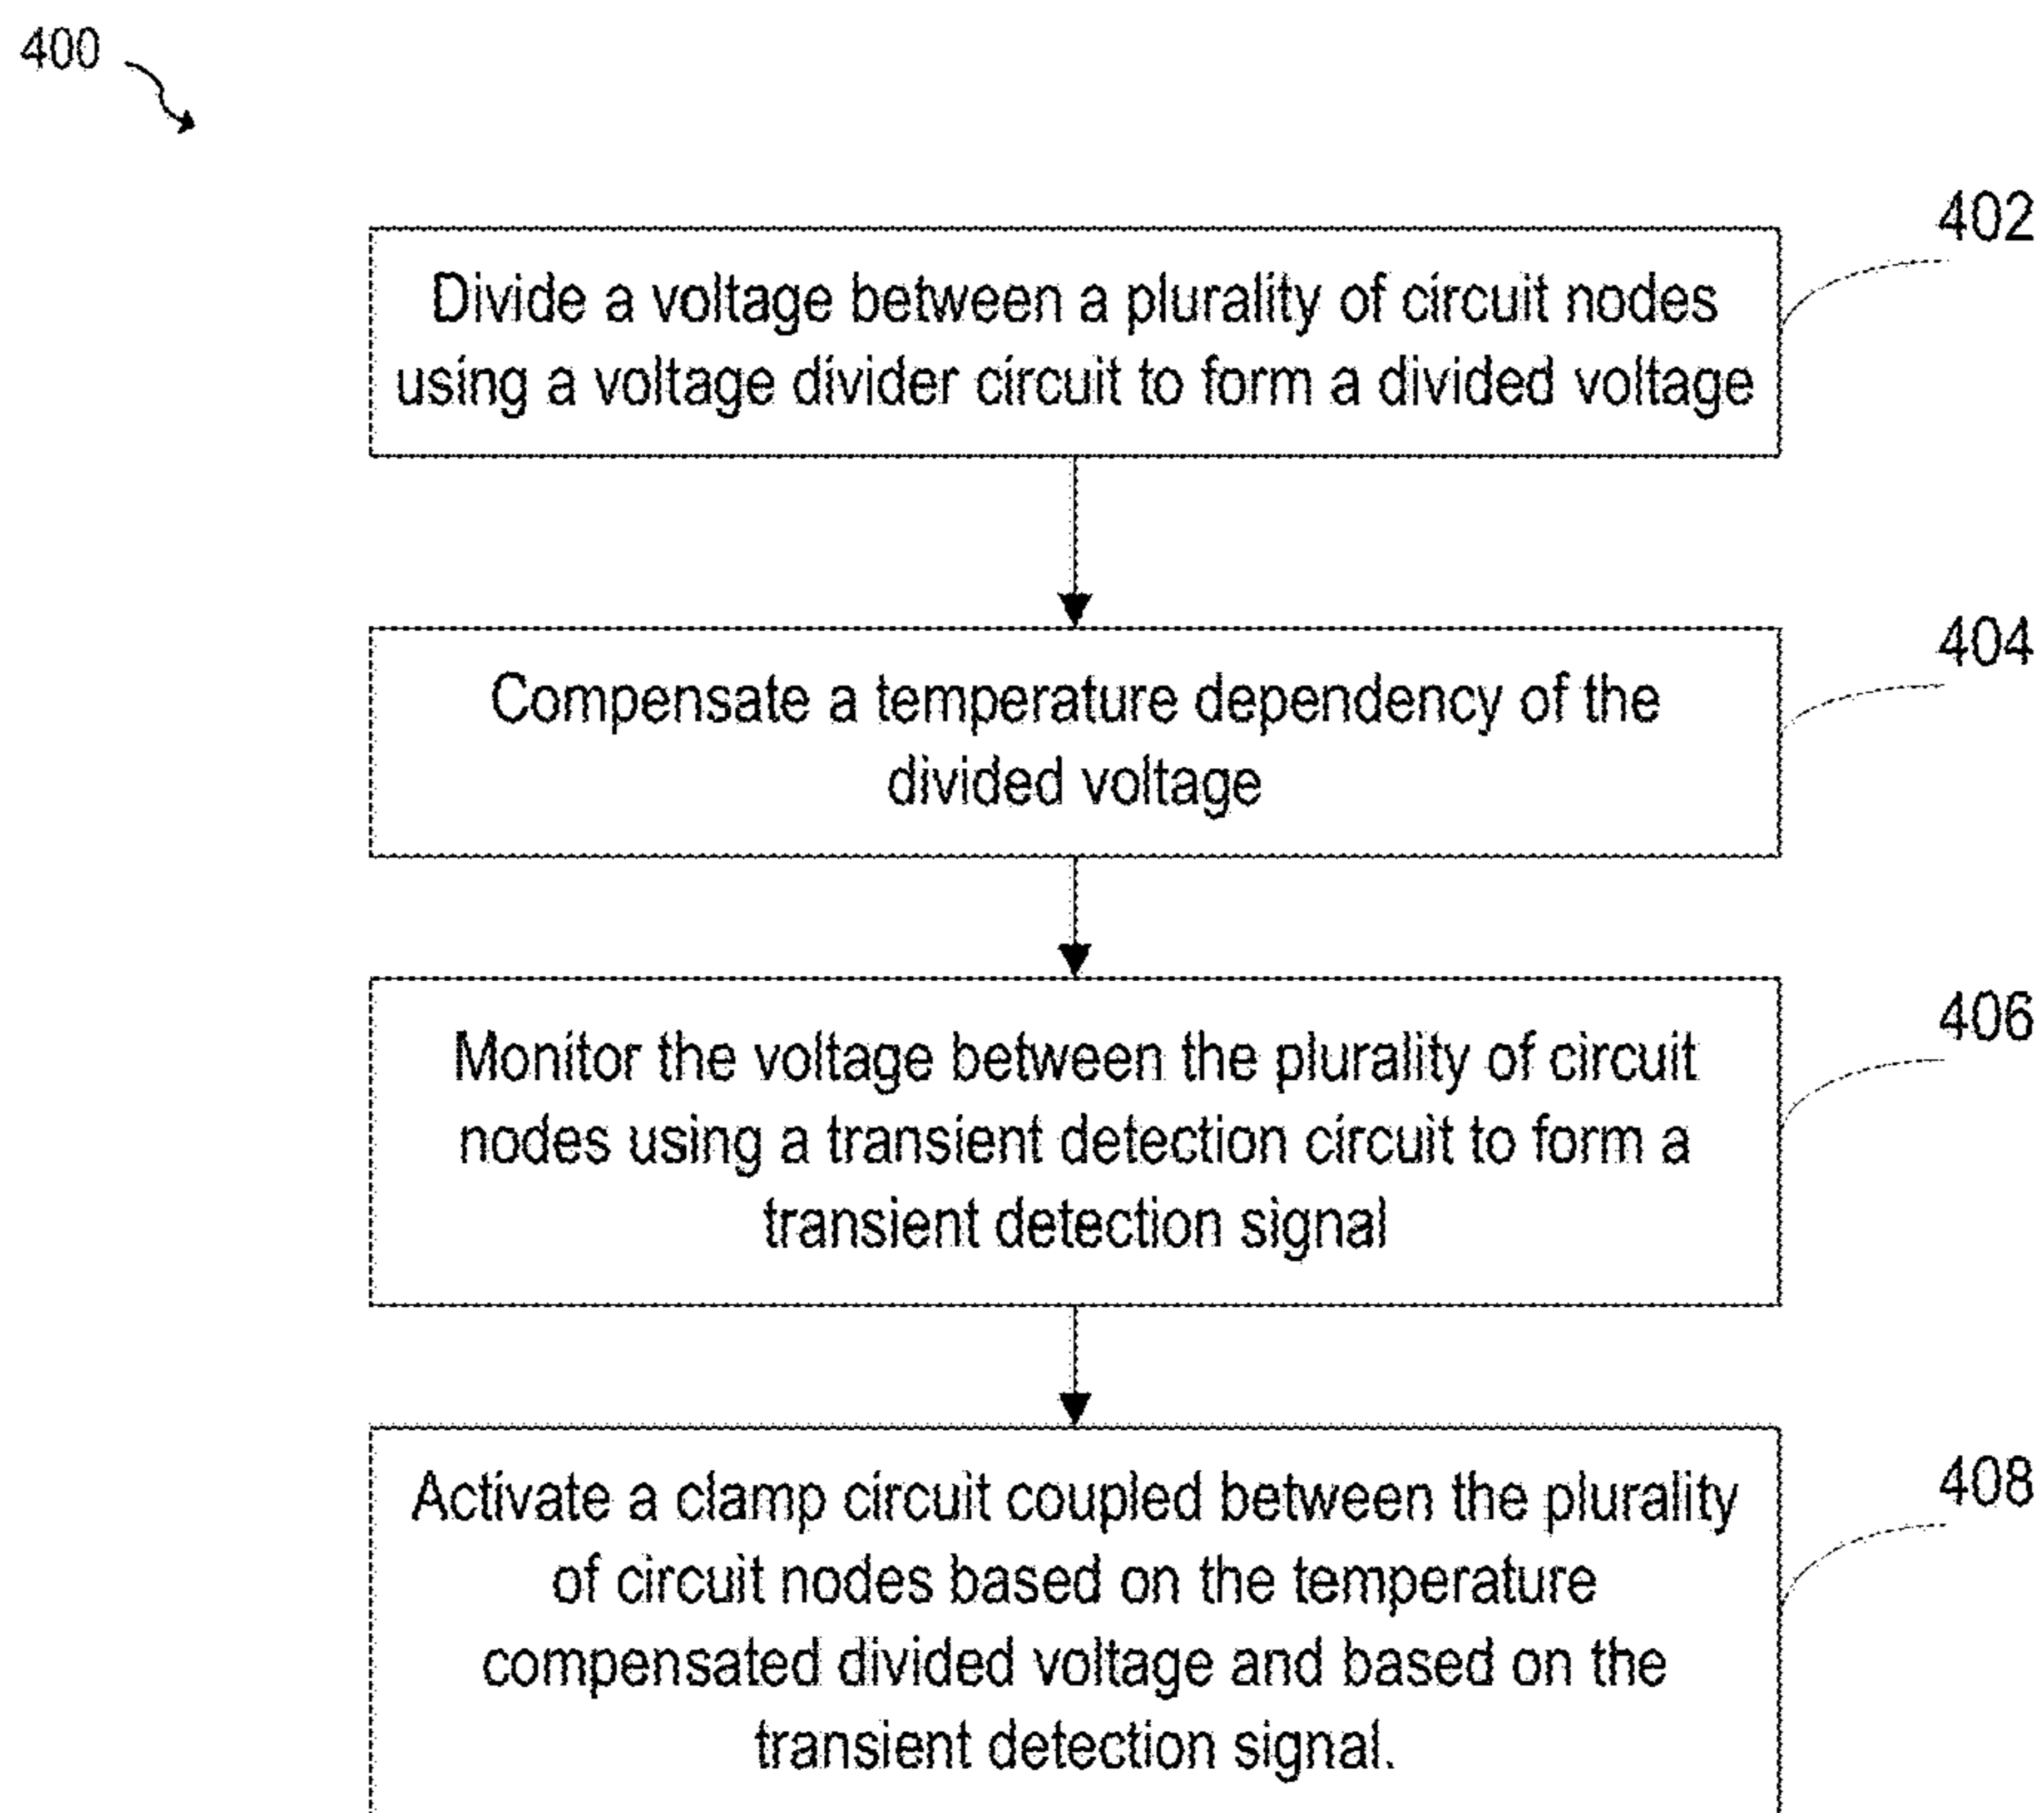 400
402
Divide a voltage between a plurality of circuit nodes
using a voltage divider circuit to form a divided voltage
404
Compensate a temperature dependency of the
divided voltage
406
Monitor the voltage between the plurality of circuit
nodes using a transient detection circuit to form a
transient detection signal
408
Activate a clamp circuit coupled between the plurality
of circuit nodes based on the temperature
compensated divided voltage and based on the
transient detection signal.